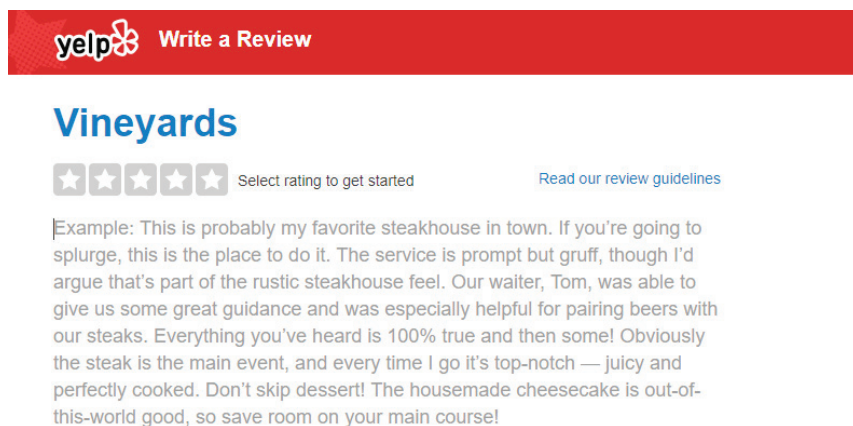 yelp Write a Review
Vineyards
Select rating to get started Read our review guidelines
Example: This is probably my favorite steakhouse in town. If you’re going to
splurge, this is the place to do it. The service is prompt but gruff, though I’d
argue that’s part of the rustic steakhouse feel. Our waiter, Tom, was able to
give us some great guidance and was especially helpful for pairing beers with
our steaks. Everything you’ve heard is 100% true and then some! Obviously
the steak is the main event, and every time I go it’s top-notch — juicy and
perfectly cooked. Don’t skip dessert! The housemade cheesecake is out-of-
this-world good, so save room on your main course!